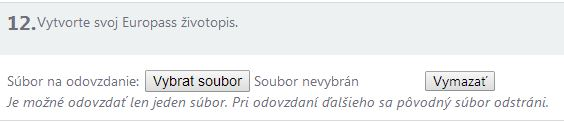 12. Vytvorte svoj Europass životopis.
Súbor na odovzdanie: Vybrat soubor Soubor nevybrán Vymazať
Je možné odovzdať len jeden súbor. Pri odovzdaní ďalšieho sa pôvodný súbor odstráni.